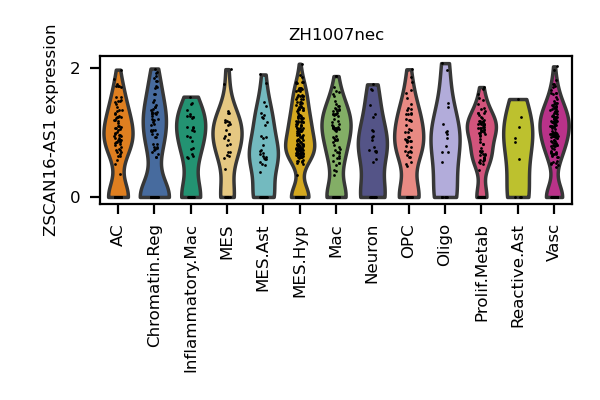 ZH1007nec
ZSCAN16-AS1 expression
2
0
AC
Chromatin.Reg
Inflammatory.Mac
MES
MES.Ast
MES.Hyp
Mac
Neuron
OPC
Oligo
Prolif.Metab
Reactive.Ast
Vasc